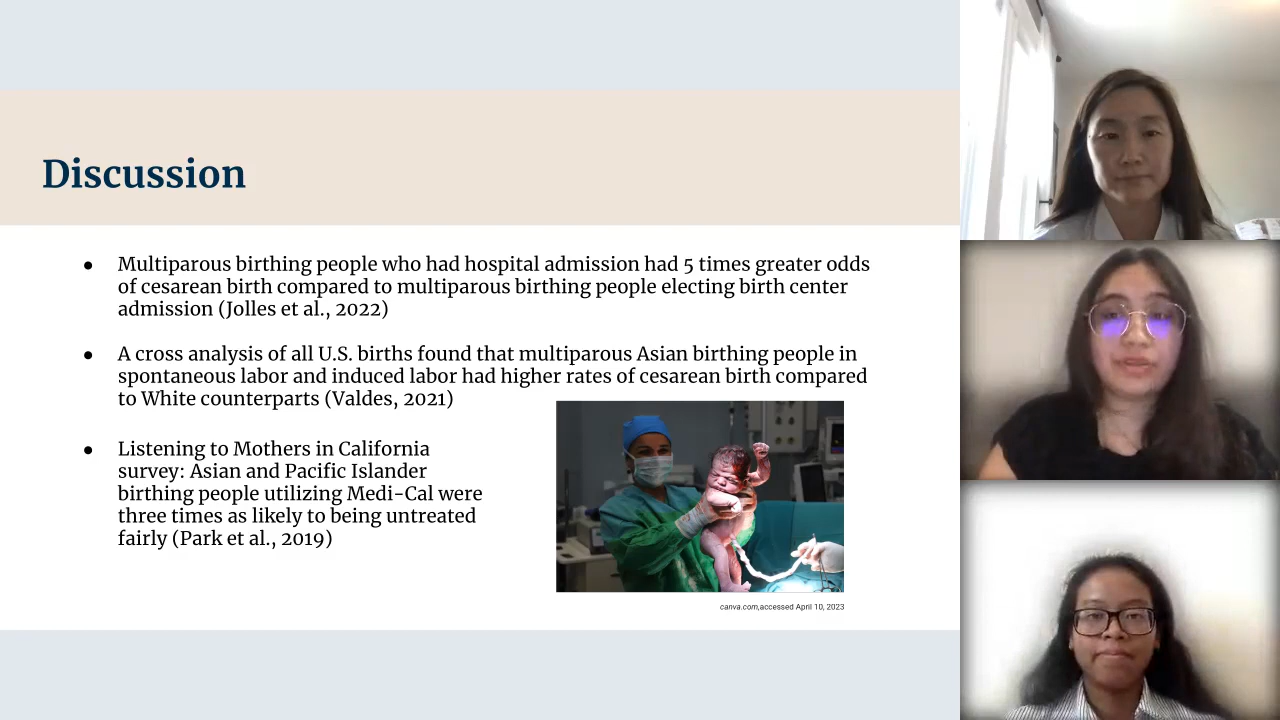 Discussion
● Multiparous birthing people who had hospital admission had 5 times greater odds
of cesarean birth compared to multiparous birthing people electing birth center
admission (Jolles et al., 2022)
● A cross analysis of all U.S. births found that multiparous Asian birthing people in
spontaneous labor and induced labor had higher rates of cesarean birth compared
to White counterparts (Valdes, 2021)
● Listening to Mothers in California
survey: Asian and Pacific Islander
birthing people utilizing Medi-Cal were
three times as likely to being untreated
fairly (Park et al., 2019)
canva.com,accessed April 10, 2023